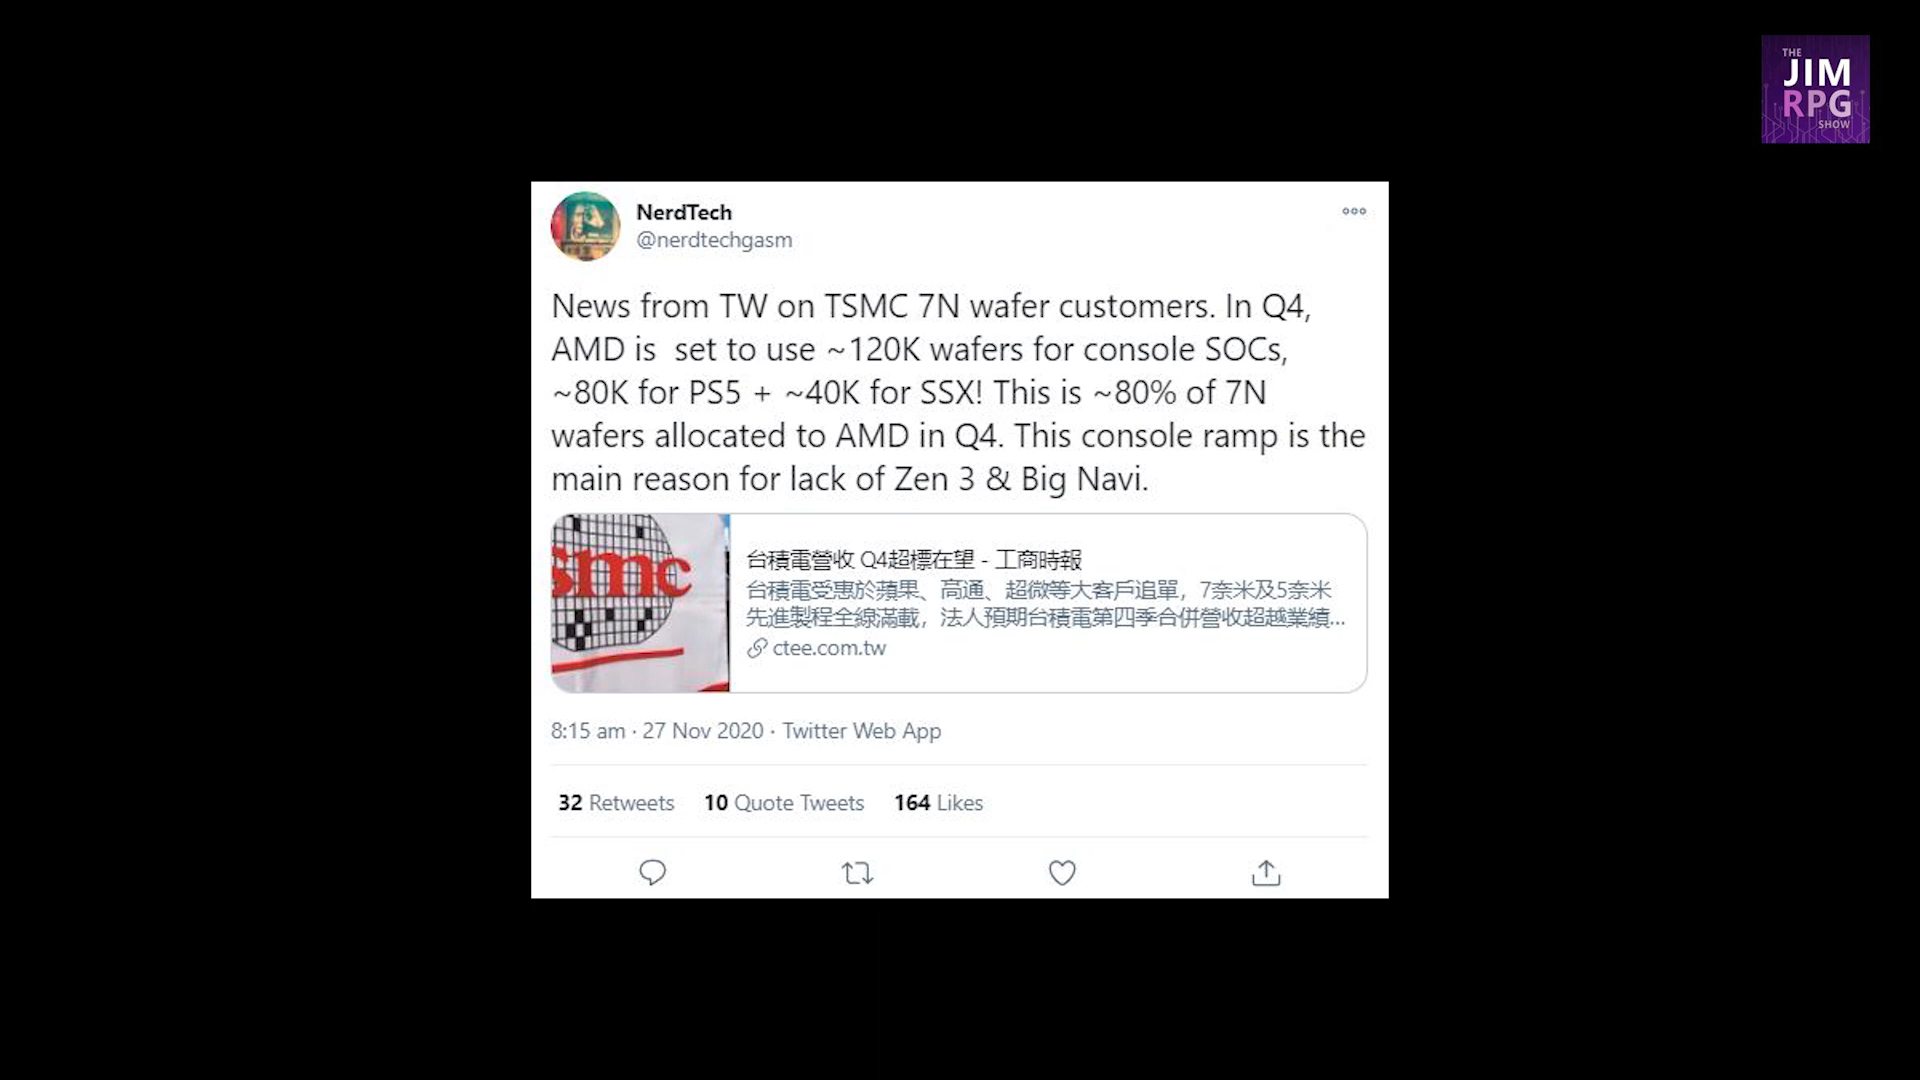 THE
JIM
RPG
SHOW
NerdTech
@nerdtechgasm
News from TW on TSMC 7N wafer customers. In Q4,
AMD is  set to use ~120K wafers for console SOCs,
~80K for PS5 + ~40K for SSX! This is ~80% of 7N
wafers allocated to AMD in Q4. This console ramp is the
main reason for lack of Zen 3 & Big Navi.
smc
台積電營收 Q4超標在望 - 工商時報
台積電受惠於蘋果、高通、超微等大客戶追單，7奈米及5奈米
先進製程全線滿載，法人預期台積電第四季合併營收超越業績...
ctee.com.tw
8:15 am · 27 Nov 2020 · Twitter Web App
32 Retweets 10 Quote Tweets 164 Likes